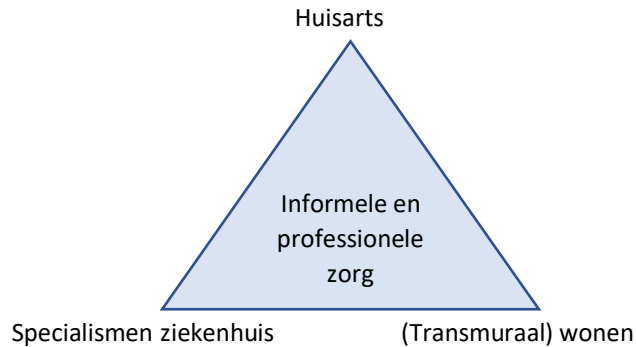 Huisarts
Informele en
professionele
zorg
Specialismen ziekenhuis
(Transmuraal) wonen